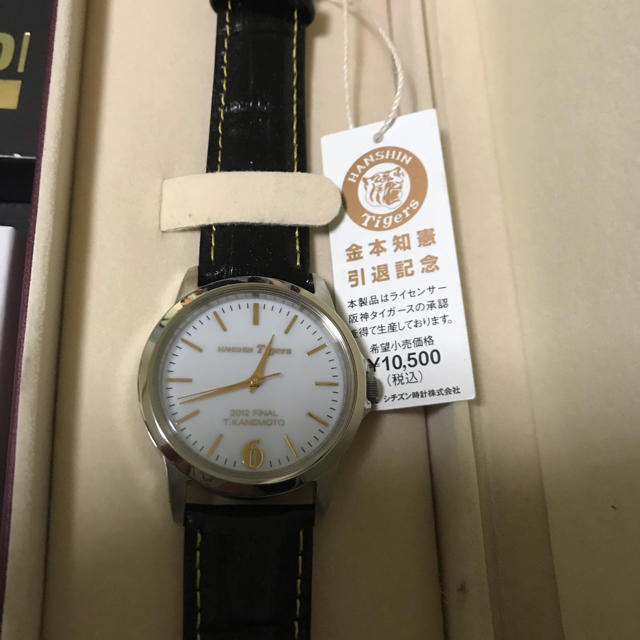 HANSHIN
Tigers
金本知憲
引退記念
本製品はライセンサー
阪神タイガースの承認
を得て生産しております。
希望小売価格
¥10,500
(税込)
シチズン時計株式会社
HANSHIN Tigers
2012 FINAL
T.KANEMOTO
6